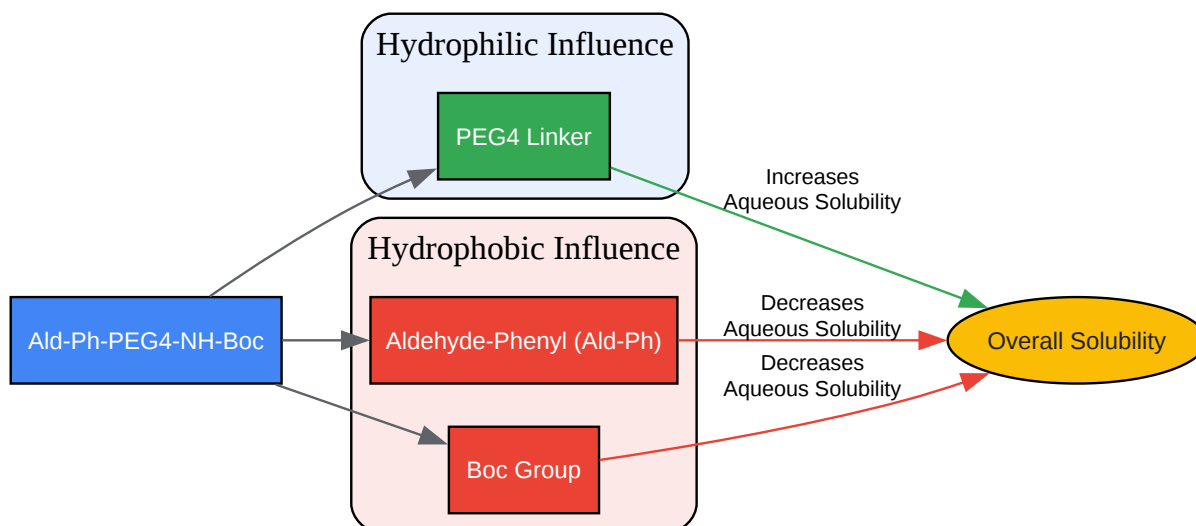 Hydrophilic Influence
PEG4 Linker
Increases
Aqueous Solubility
Hydrophobic Influence
Ald-Ph-PEG4-NH-Boc
Aldehyde-Phenyl (Ald-Ph)
Decreases
Aqueous Solubility
Overall Solubility
Decreases
Aqueous Solubility
Boc Group